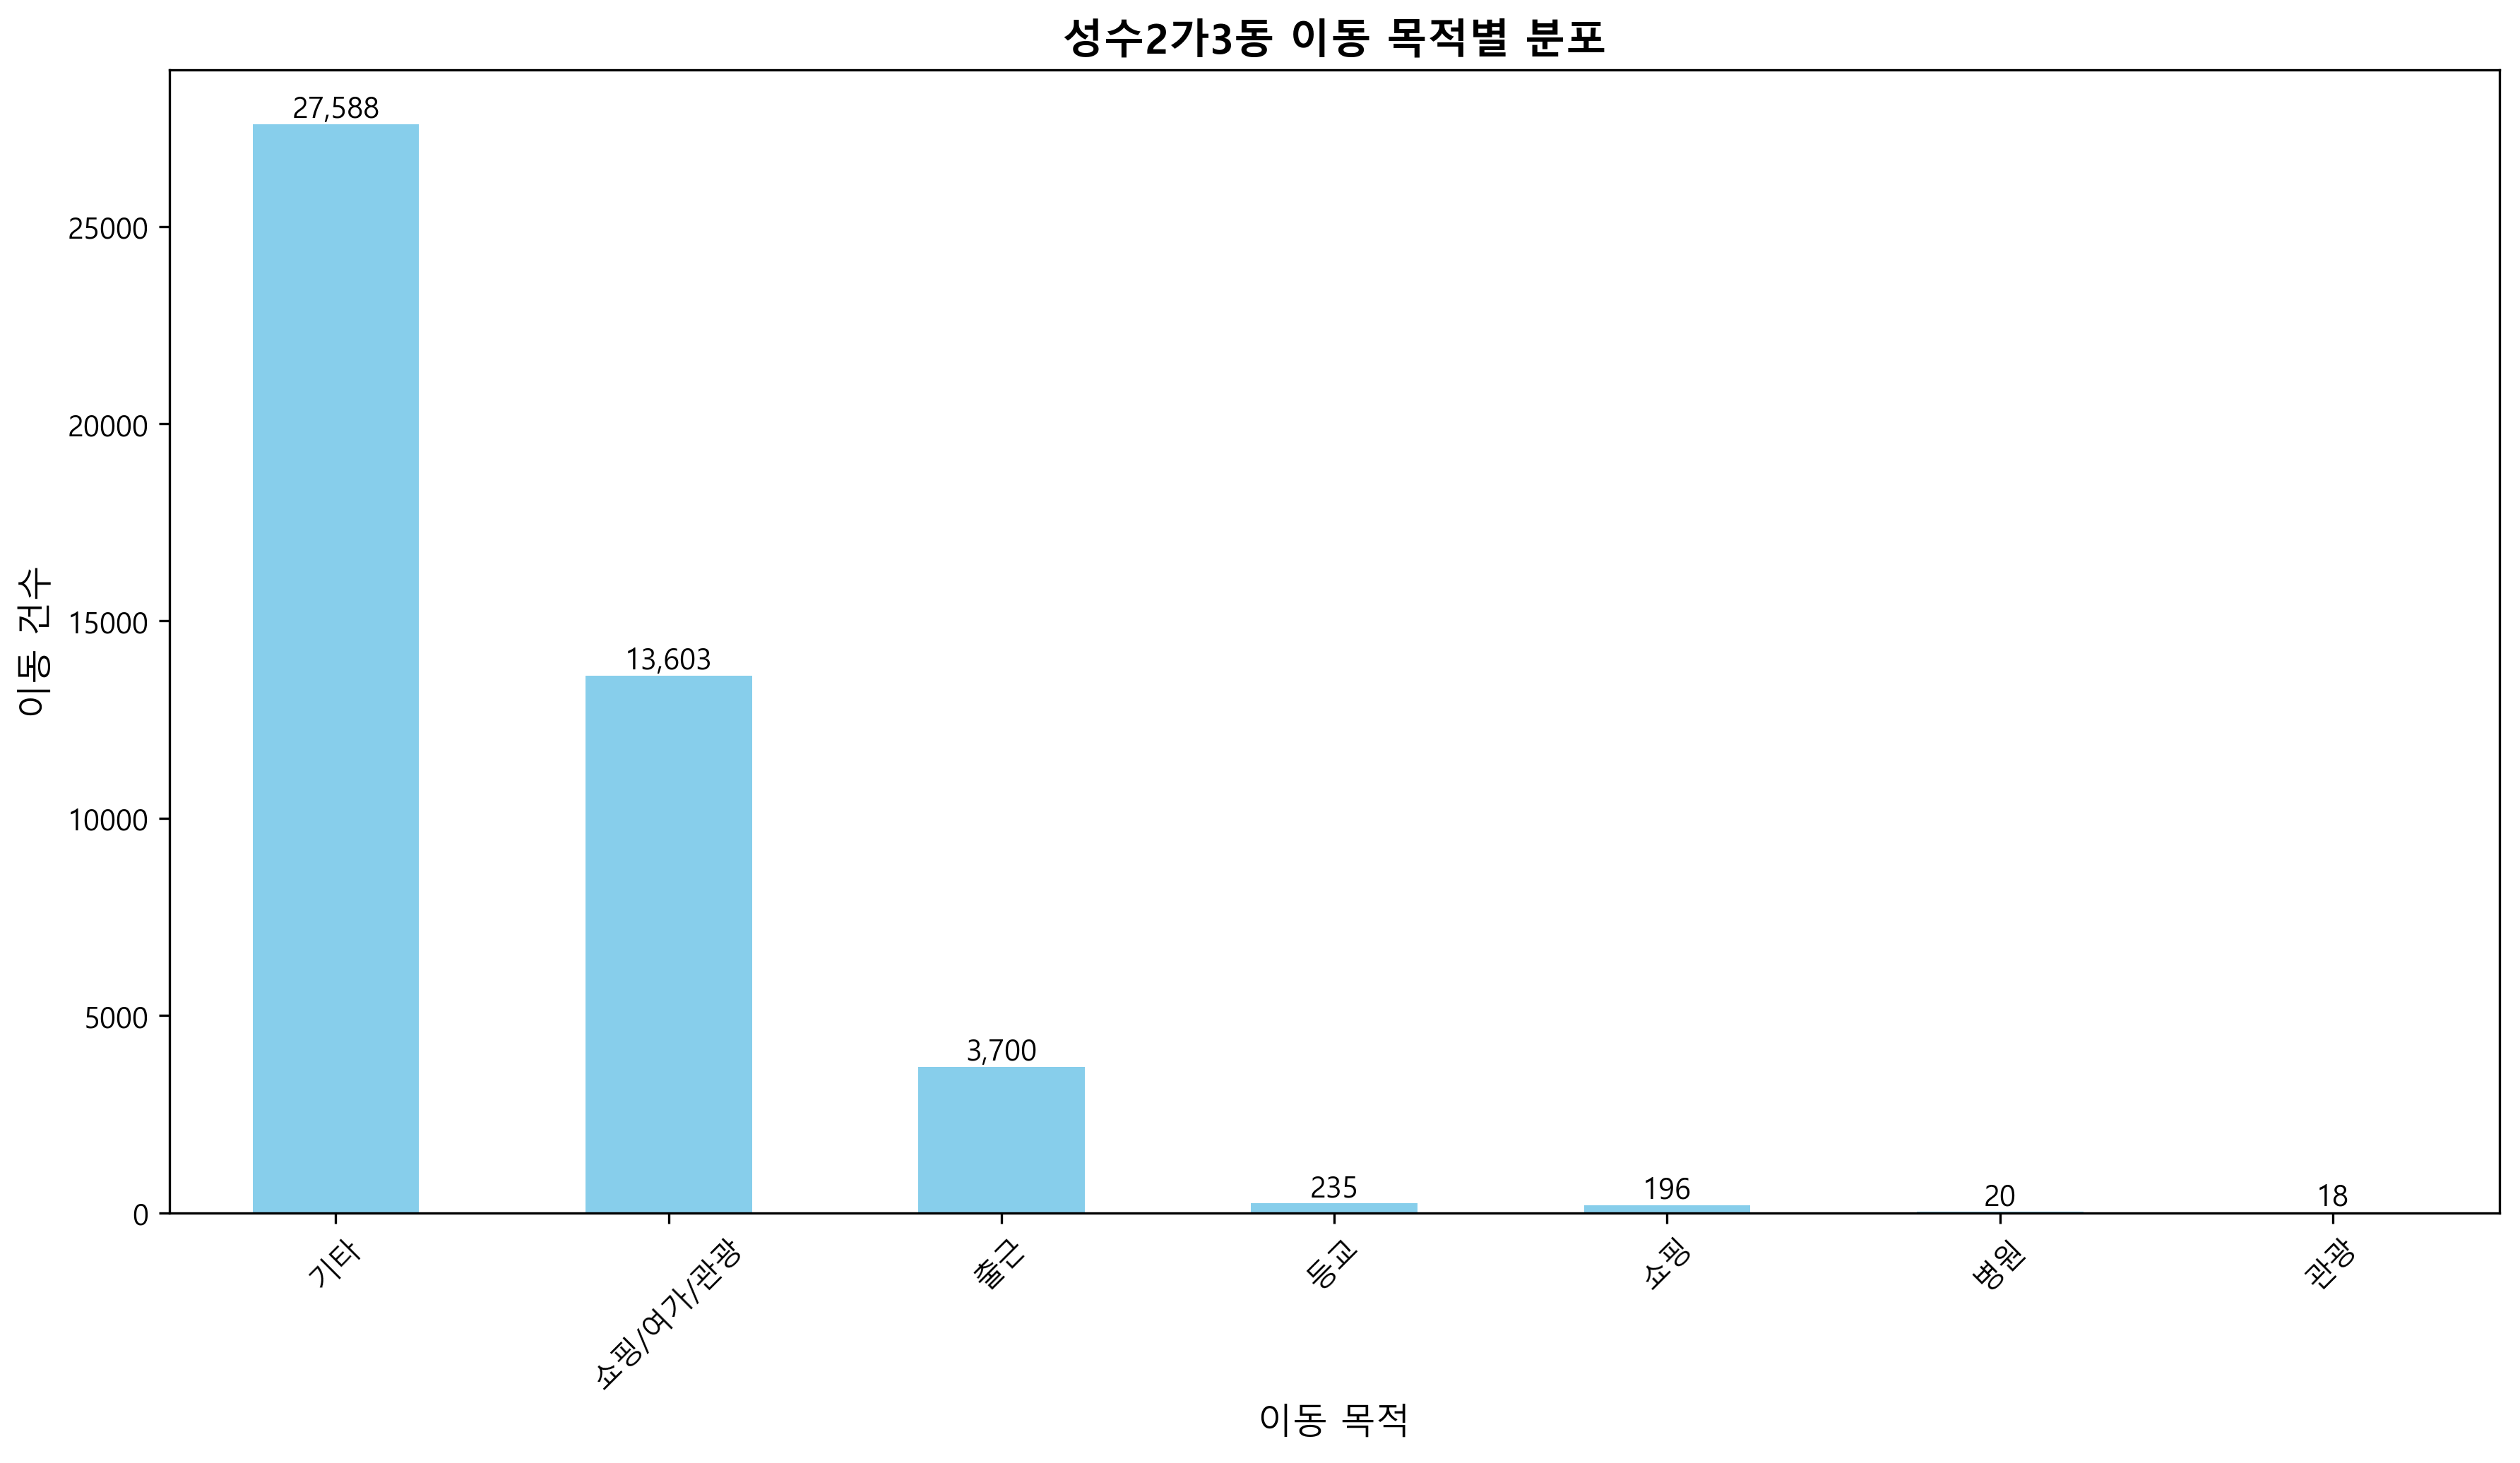 성수2가3동 이동 목적별 분포
27,588
13,603
3,700
235
196
20
18
25000
20000
15000
10000
5000
0
이동 건수
기타
쇼핑/여가/관광
출근
등교
쇼핑
병원
관광
이동 목적